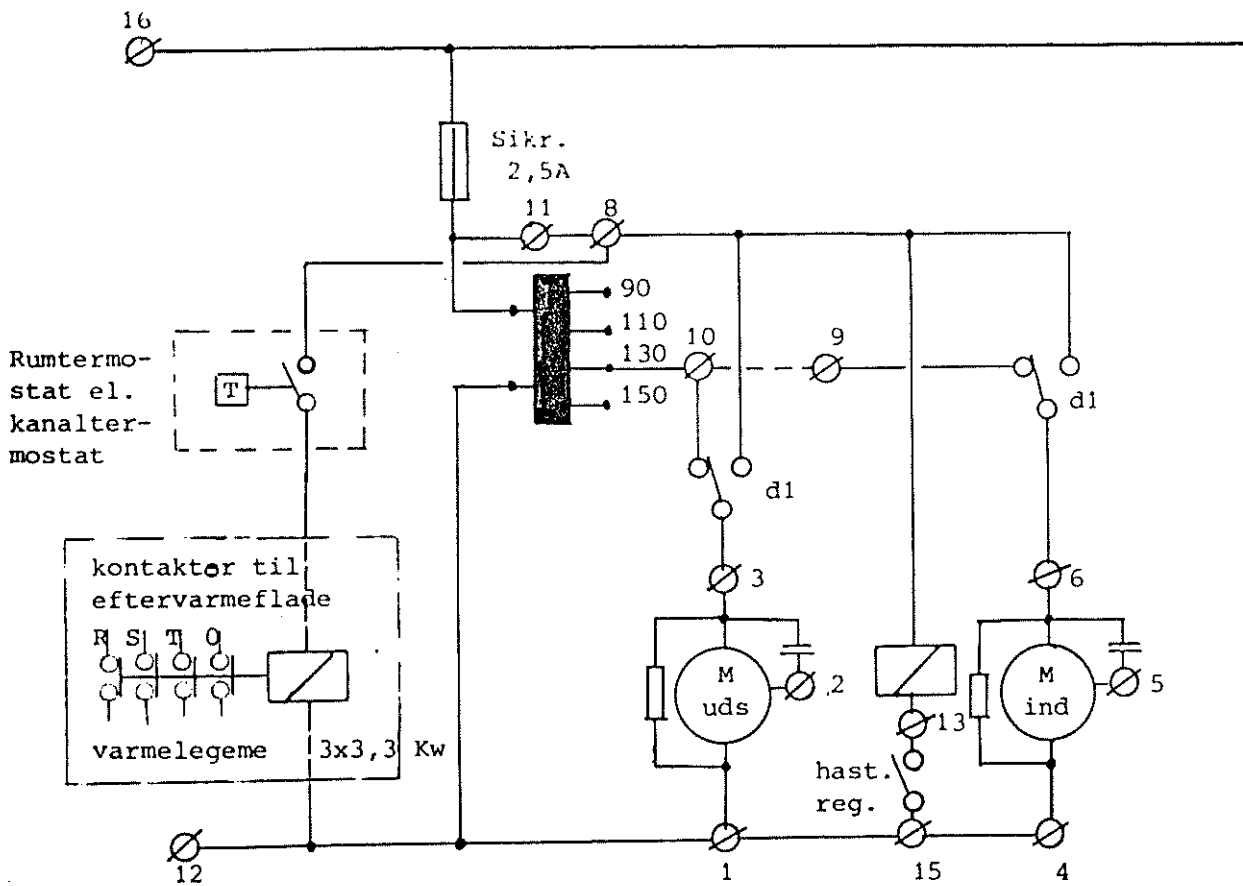 16
Sikr.
2,5A
11
8
90
110
130
150
10
9
Rumtermo-
stat el.
kanalter-
mostat
T
d1
d1
kontaktor til
eftervarmeflade
R S T O
varmelegeme 3x3,3 Kw
3
6
M
uds
2
13
M
ind
5
hast.
reg.
12
1
15
4